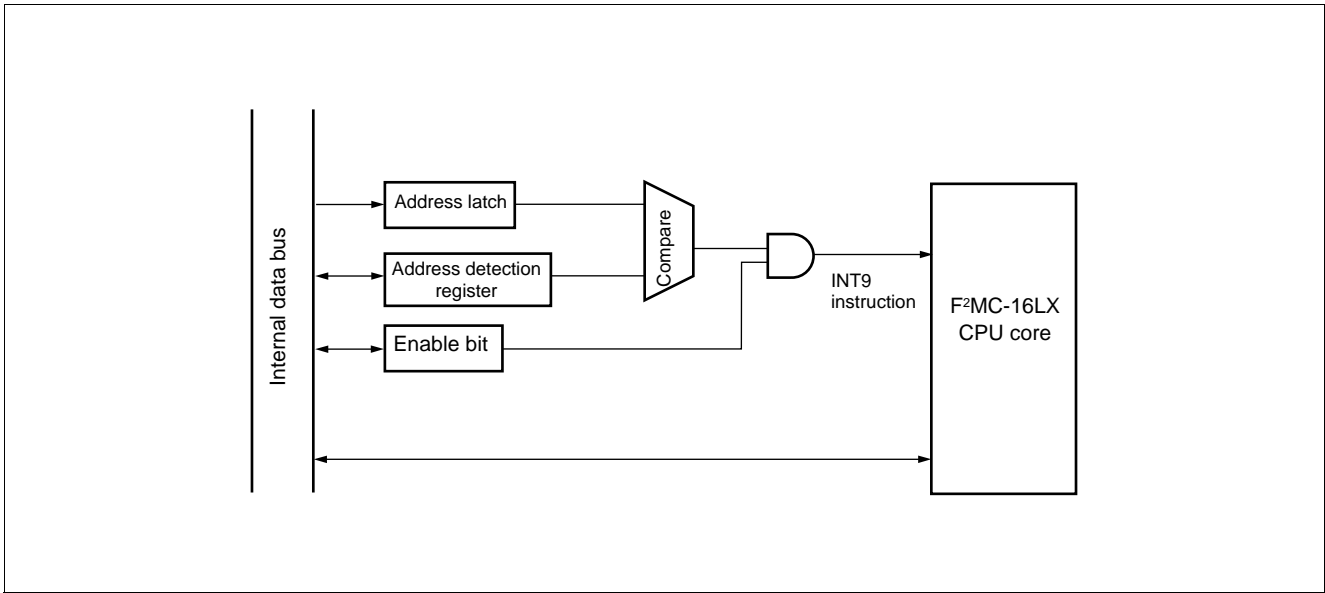 Internal data bus
Address latch
Address detection
register
Enable bit
Compare
INT9
instruction
F²MC-16LX
CPU core